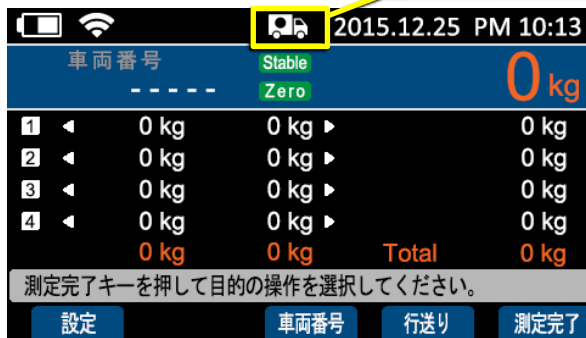 2015.12.25 PM 10:13
車両番号 Stable
----- Zero 0 kg
1 0 kg 0 kg 0 kg
2 0 kg 0 kg 0 kg
3 0 kg 0 kg 0 kg
4 0 kg 0 kg 0 kg
0 kg 0 kg Total 0 kg
測定完了キーを押して目的の操作を選択してください。
設定 車両番号 行送り 測定完了